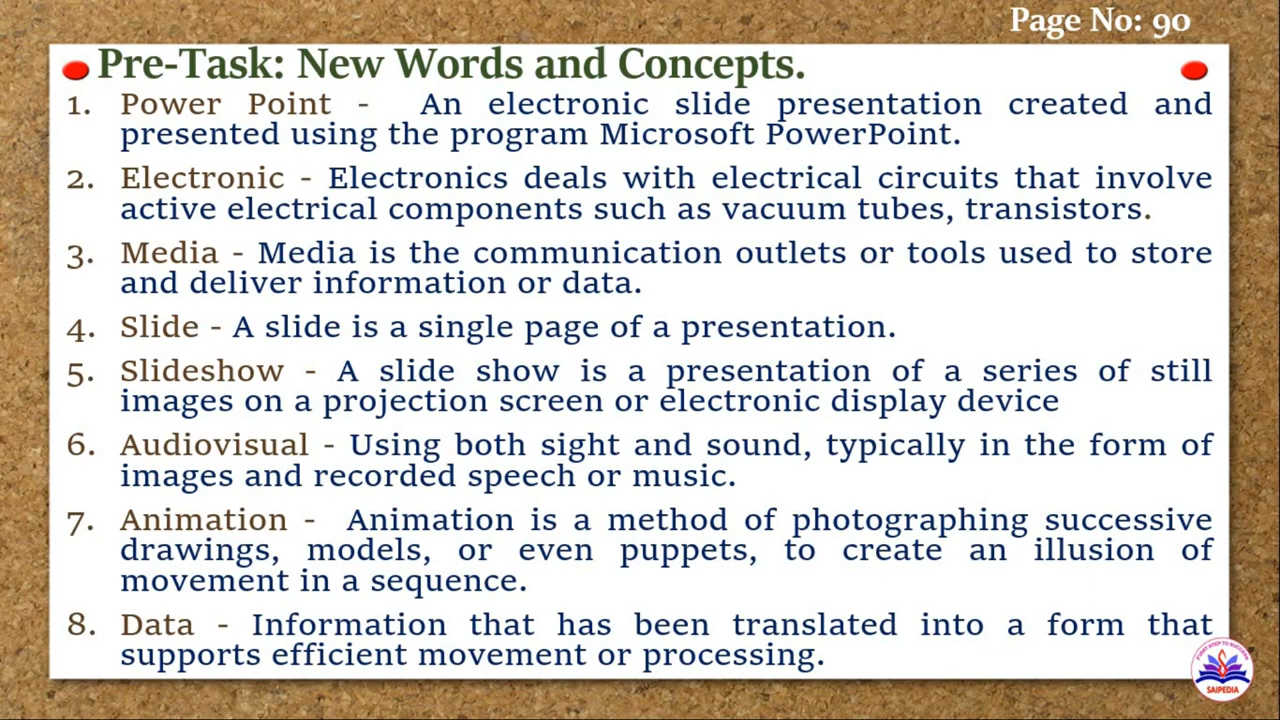 Page No: 90
Pre-Task: New Words and Concepts.
1. Power Point - An electronic slide presentation created and
presented using the program Microsoft PowerPoint.
2. Electronic - Electronics deals with electrical circuits that involve
active electrical components such as vacuum tubes, transistors.
3. Media - Media is the communication outlets or tools used to store
and deliver information or data.
4. Slide - A slide is a single page of a presentation.
5. Slideshow - A slide show is a presentation of a series of still
images on a projection screen or electronic display device
6. Audiovisual - Using both sight and sound, typically in the form of
images and recorded speech or music.
7. Animation - Animation is a method of photographing successive
drawings, models, or even puppets, to create an illusion of
movement in a sequence.
8. Data - Information that has been translated into a form that
supports efficient movement or processing.
FIRST STEP TO SUCCESS
SAIPEDIA